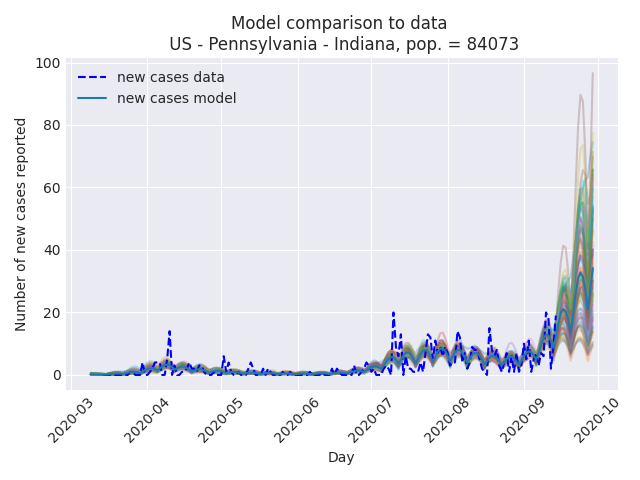 Model comparison to data
US - Pennsylvania - Indiana, pop. = 84073
100
80
60
40
20
0
Number of new cases reported
new cases data
new cases model
2020-03
2020-04
2020-05
2020-06
2020-07
2020-08
2020-09
2020-10
Day